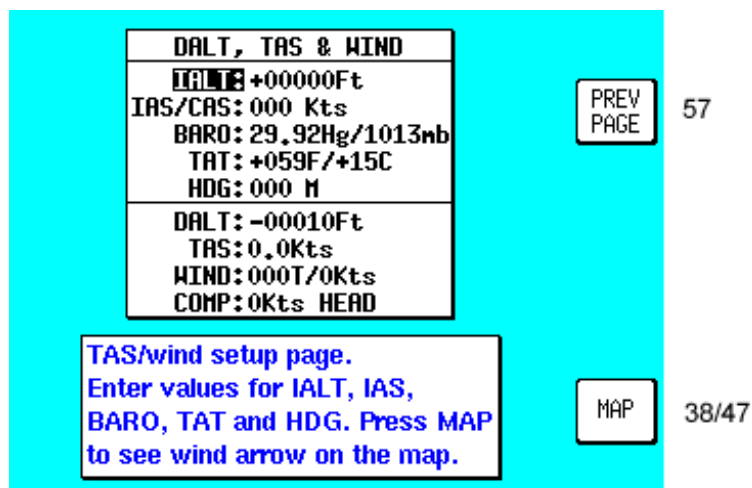 DALT, TAS & WIND
IALT: +00000Ft
IAS/CAS: 000 Kts
BARO: 29.92Hg/1013mb
TAT: +059F/+15C
HDG: 000 M
DALT: -00010Ft
TAS: 0.0Kts
WIND: 000T/0Kts
COMP: 0Kts HEAD
PREV
PAGE
57
TAS/wind setup page.
Enter values for IALT, IAS,
BARO, TAT and HDG. Press MAP
to see wind arrow on the map.
MAP
38/47